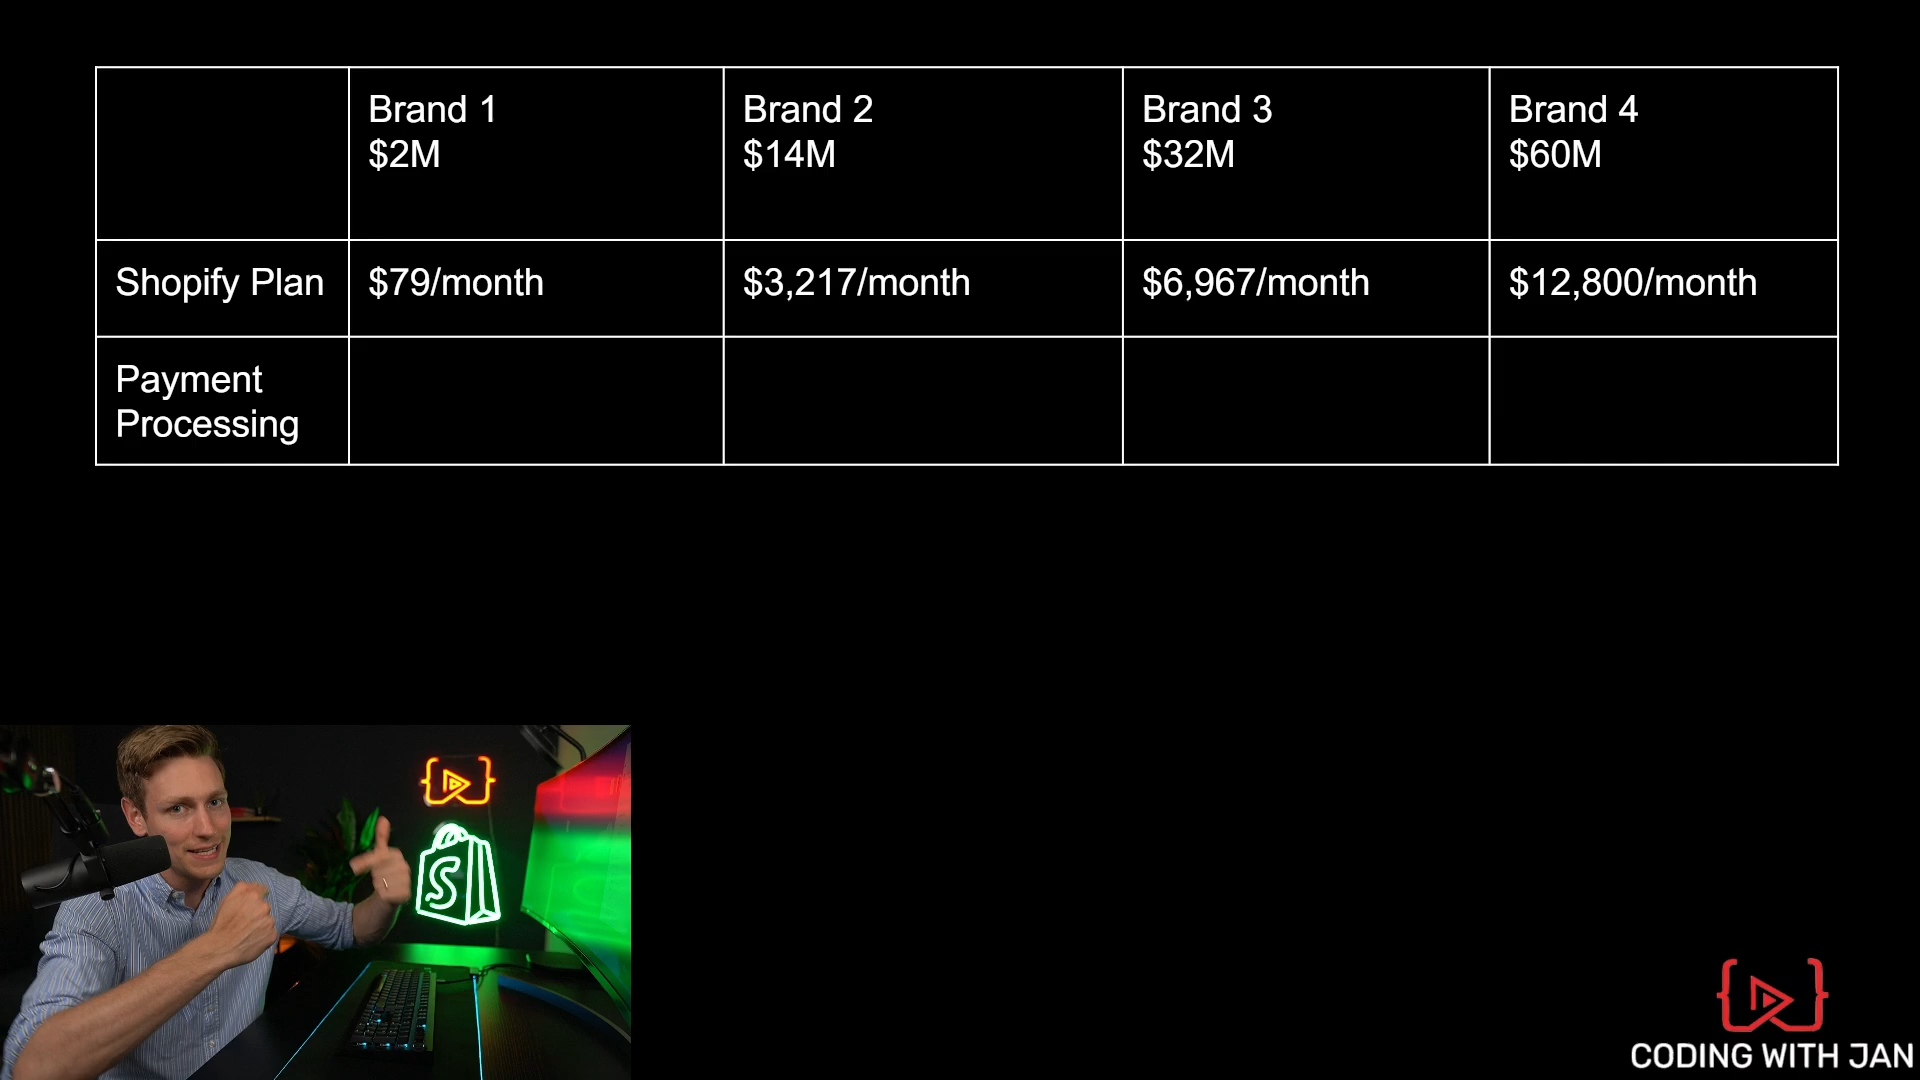 Brand 1
$2M
Brand 2
$14M
Brand 3
$32M
Brand 4
$60M
Shopify Plan
$79/month
$3,217/month
$6,967/month
$12,800/month
Payment
Processing
S
CODING WITH JAN